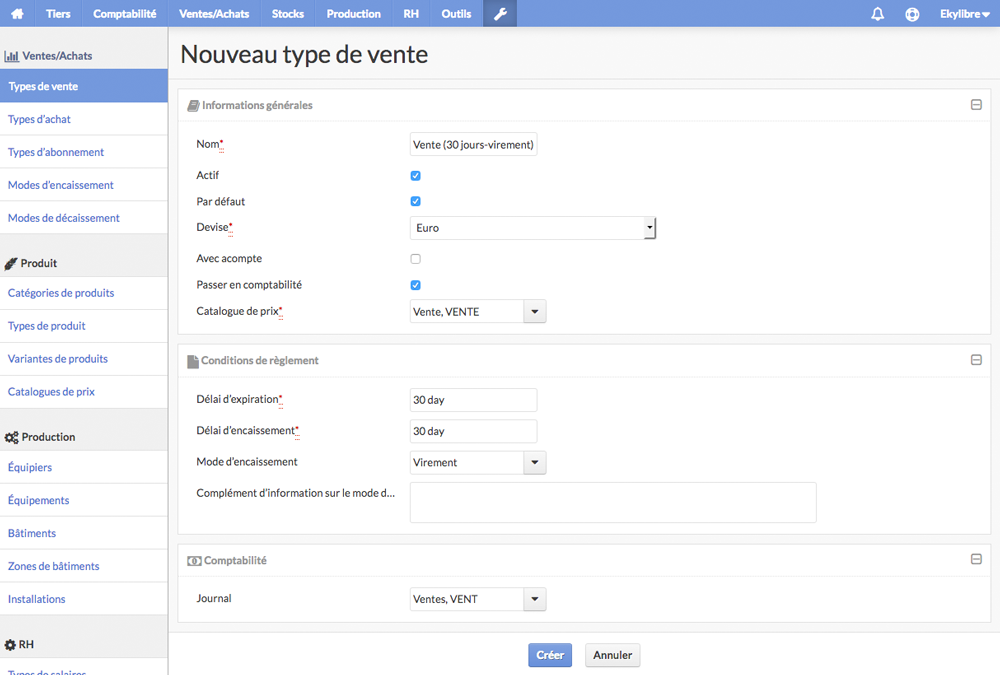 Tiers Comptabilité Ventes/Achats Stocks Production RH Outils Ekylibre
Ventes/Achats
Types de vente
Types d'achat
Types d'abonnement
Modes d'encaissement
Modes de décaissement
Produit
Catégories de produits
Types de produit
Variantes de produits
Catalogues de prix
Production
Équipiers
Équipements
Bâtiments
Zones de bâtiments
Installations
RH
Types de salaires
Nouveau type de vente
Informations générales
Nom* Vente (30 jours-virement)
Actif
Par défaut
Devise* Euro
Avec acompte
Passer en comptabilité
Catalogue de prix* Vente, VENTE
Conditions de règlement
Délai d'expiration* 30 day
Délai d'encaissement* 30 day
Mode d'encaissement Virement
Complément d'information sur le mode d...
Comptabilité
Journal Ventes, VENT
Créer Annuler